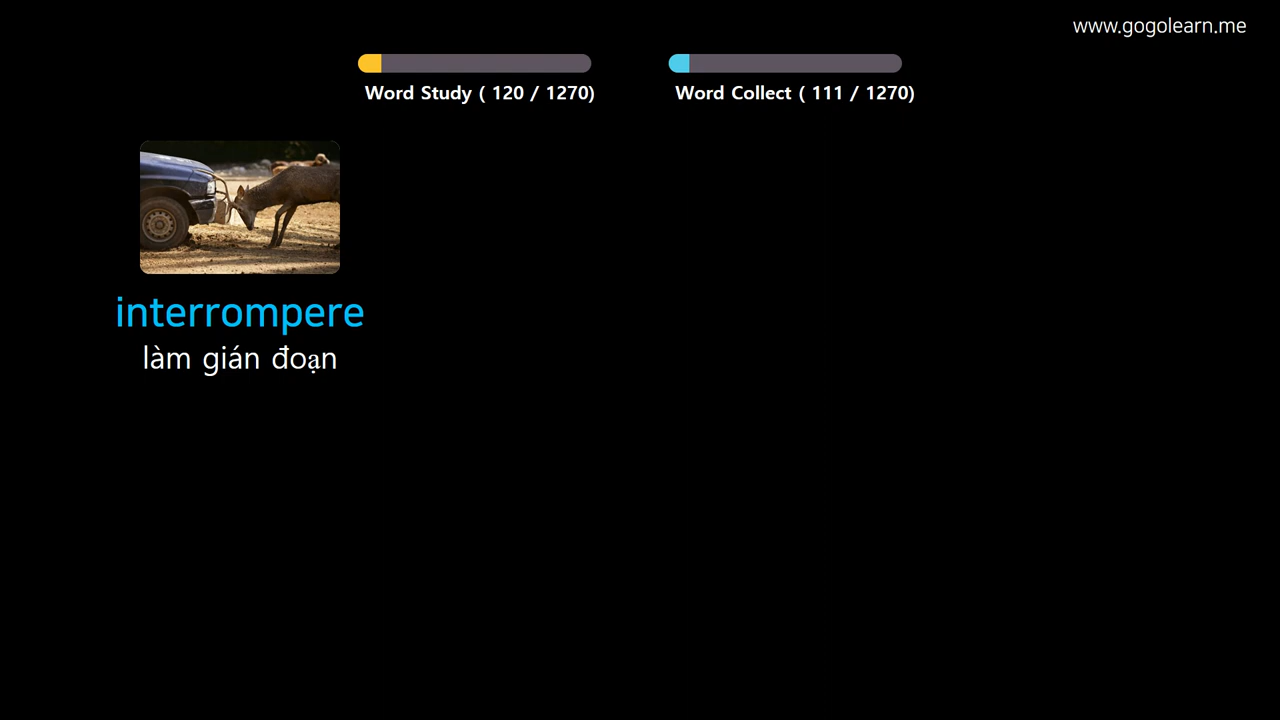 www.gogolearn.me
Word Study ( 120 / 1270)
Word Collect ( 111 / 1270)
interrompere
làm gián đoạn